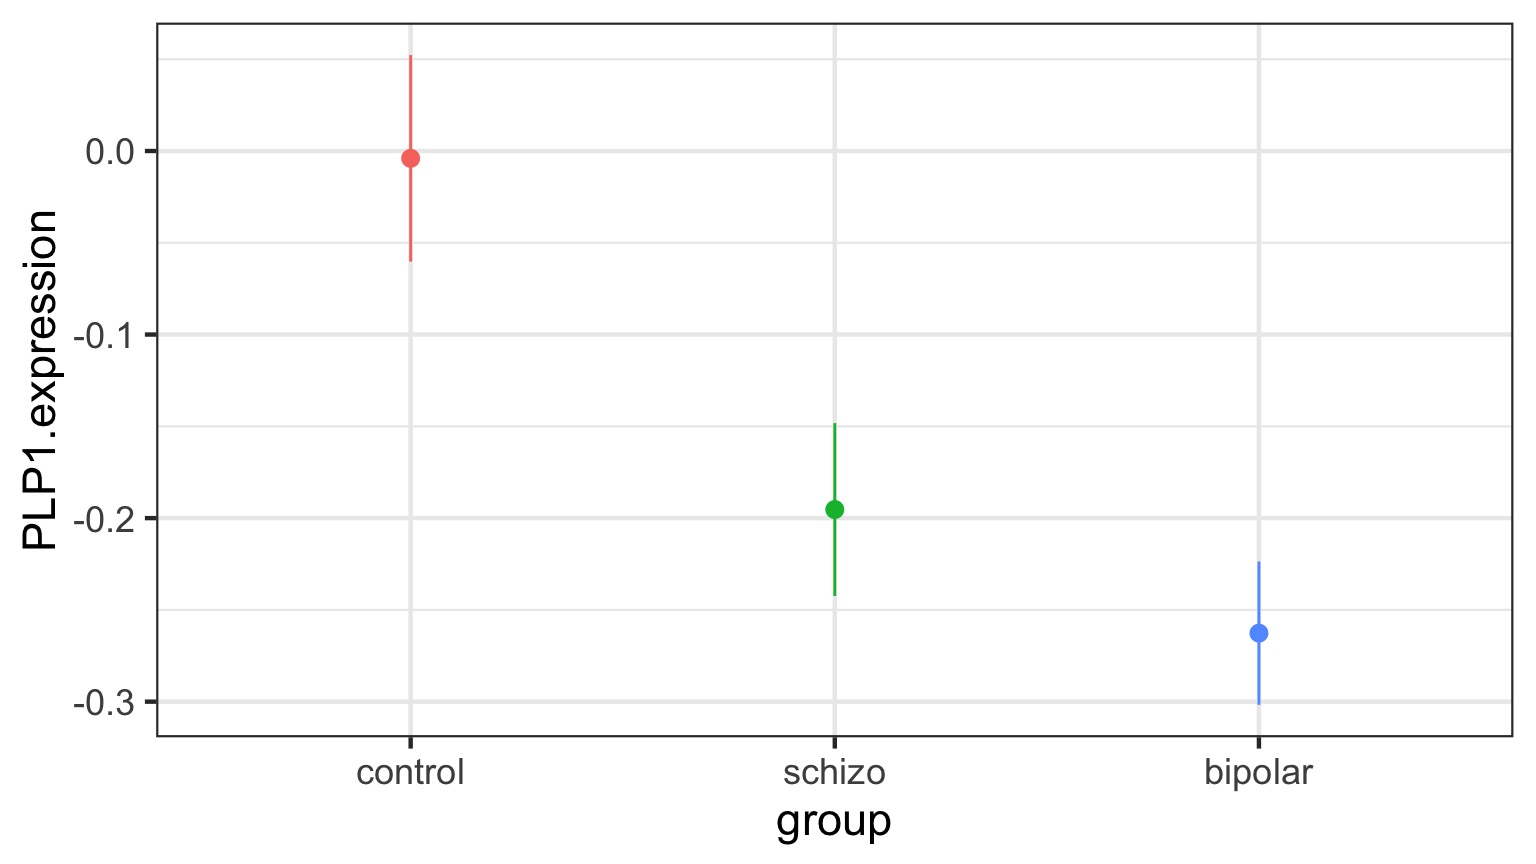 PLP1.expression
0.0
-0.1
-0.2
-0.3
control schizo bipolar
group